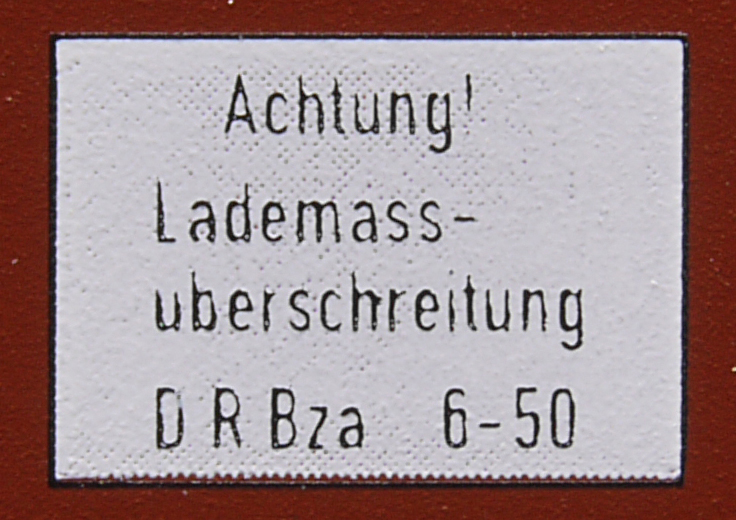 Achtung!
Lademass-
uberschreitung
D R Bza 6-50